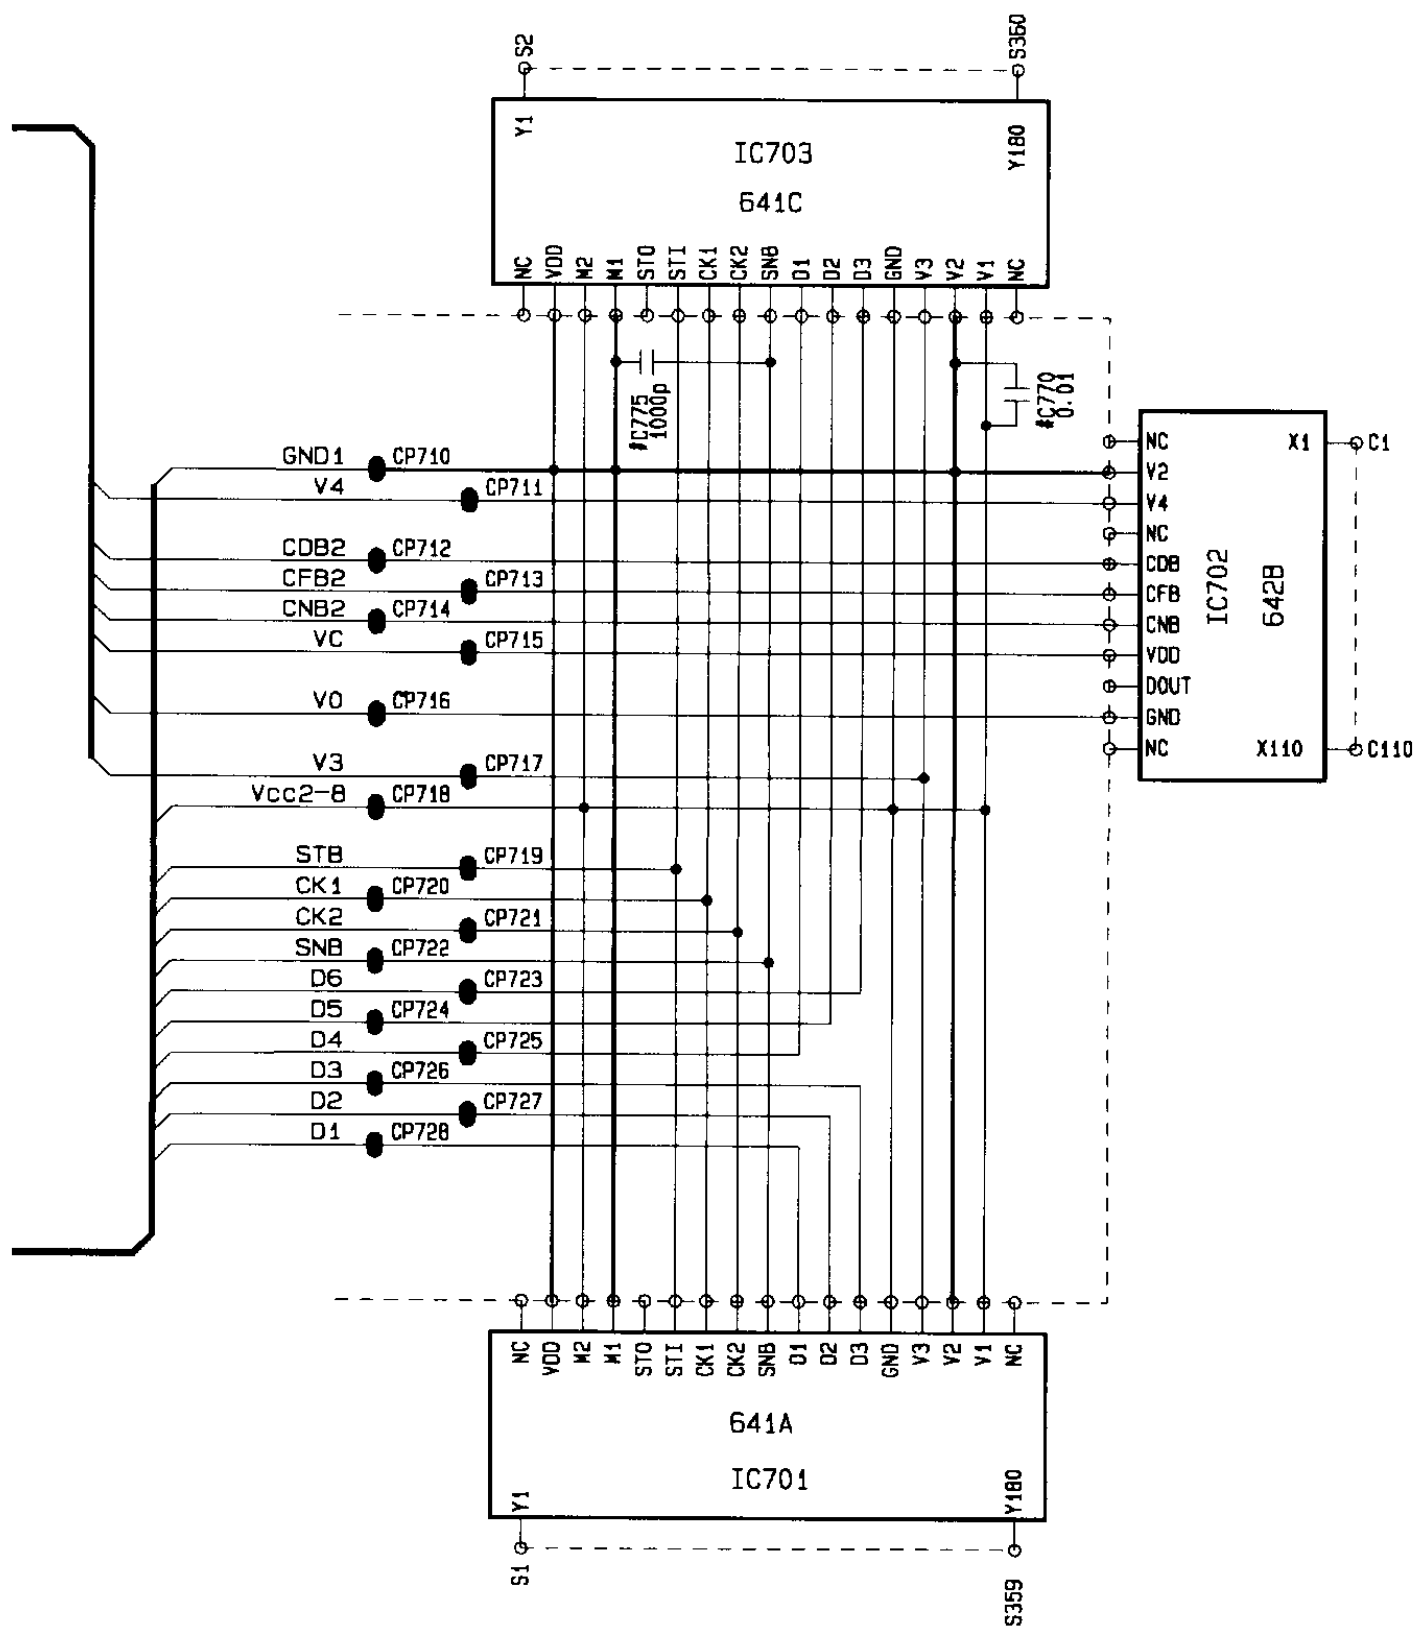 S2
S360
Y1
Y180
IC703
641C
NC
VDD
M2
M1
STO
STI
CK1
CK2
SNB
D1
D2
D3
GND
V3
V2
V1
NC
#C775
1000p
#C770
0.01
GND1 CP710
V4 CP711
CDB2 CP712
CFB2 CP713
CNB2 CP714
VC CP715
V0 CP716
V3 CP717
Vcc2-8 CP718
STB CP719
CK1 CP720
CK2 CP721
SNB CP722
D6 CP723
D5 CP724
D4 CP725
D3 CP726
D2 CP727
D1 CP728
NC
V2
V4
NC
CDB
CFB
CNB
VDD
DOUT
GND
NC
IC702
642B
X1
C1
X110
C110
NC
VDD
M2
M1
STO
STI
CK1
CK2
SNB
D1
D2
D3
GND
V3
V2
V1
NC
641A
IC701
Y1
Y180
S1
S359